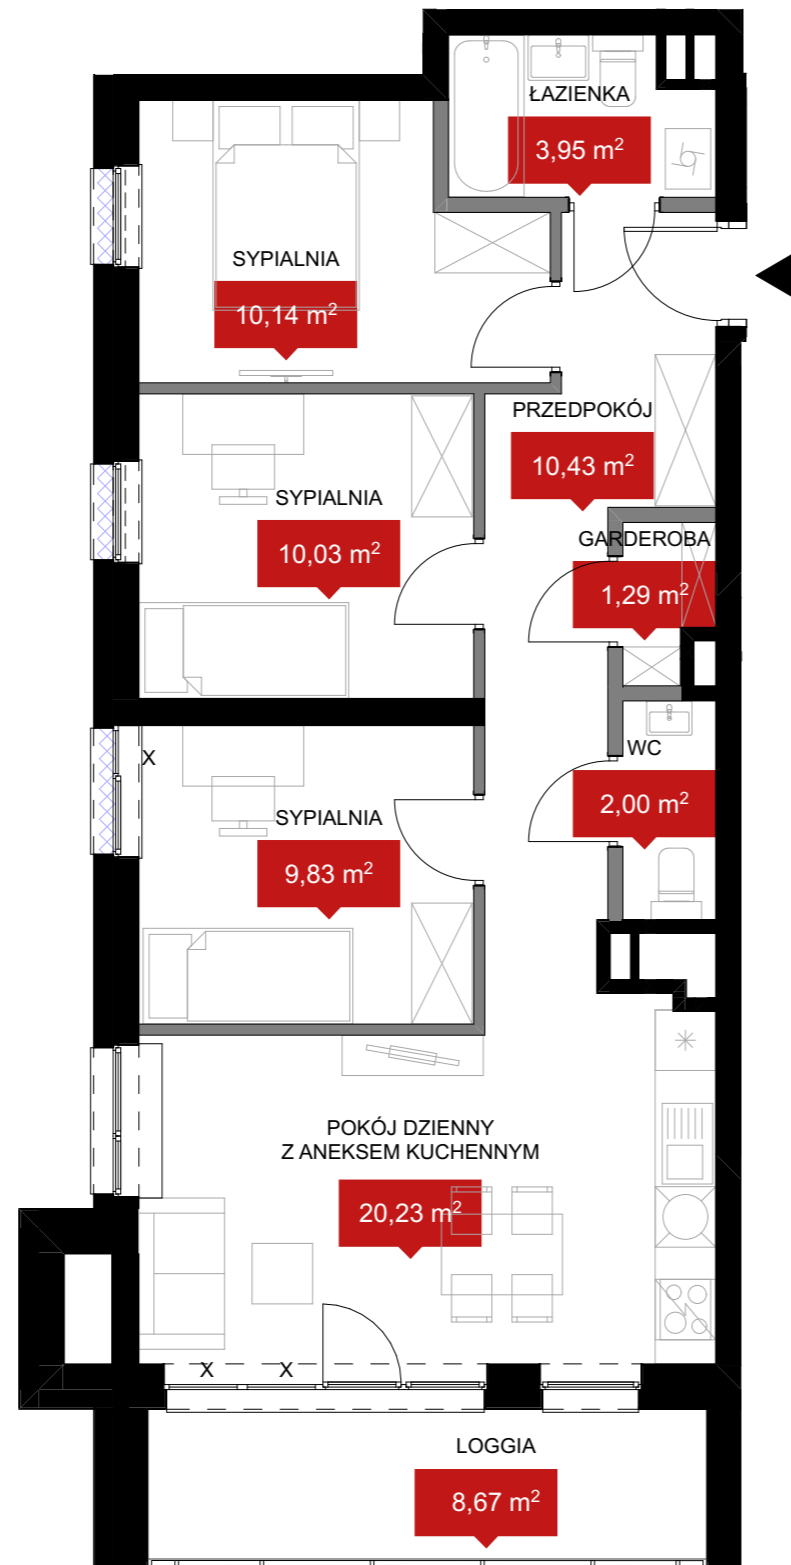 ŁAZIENKA
3,95 m²
SYPIALNIA
10,14 m²
PRZEDPOKÓJ
10,43 m²
SYPIALNIA
10,03 m²
GARDEROBA
1,29 m²
X
WC
2,00 m²
SYPIALNIA
9,83 m²
POKÓJ DZIENNY
Z ANEKSEM KUCHENNYM
20,23 m²
X X
LOGGIA
8,67 m²